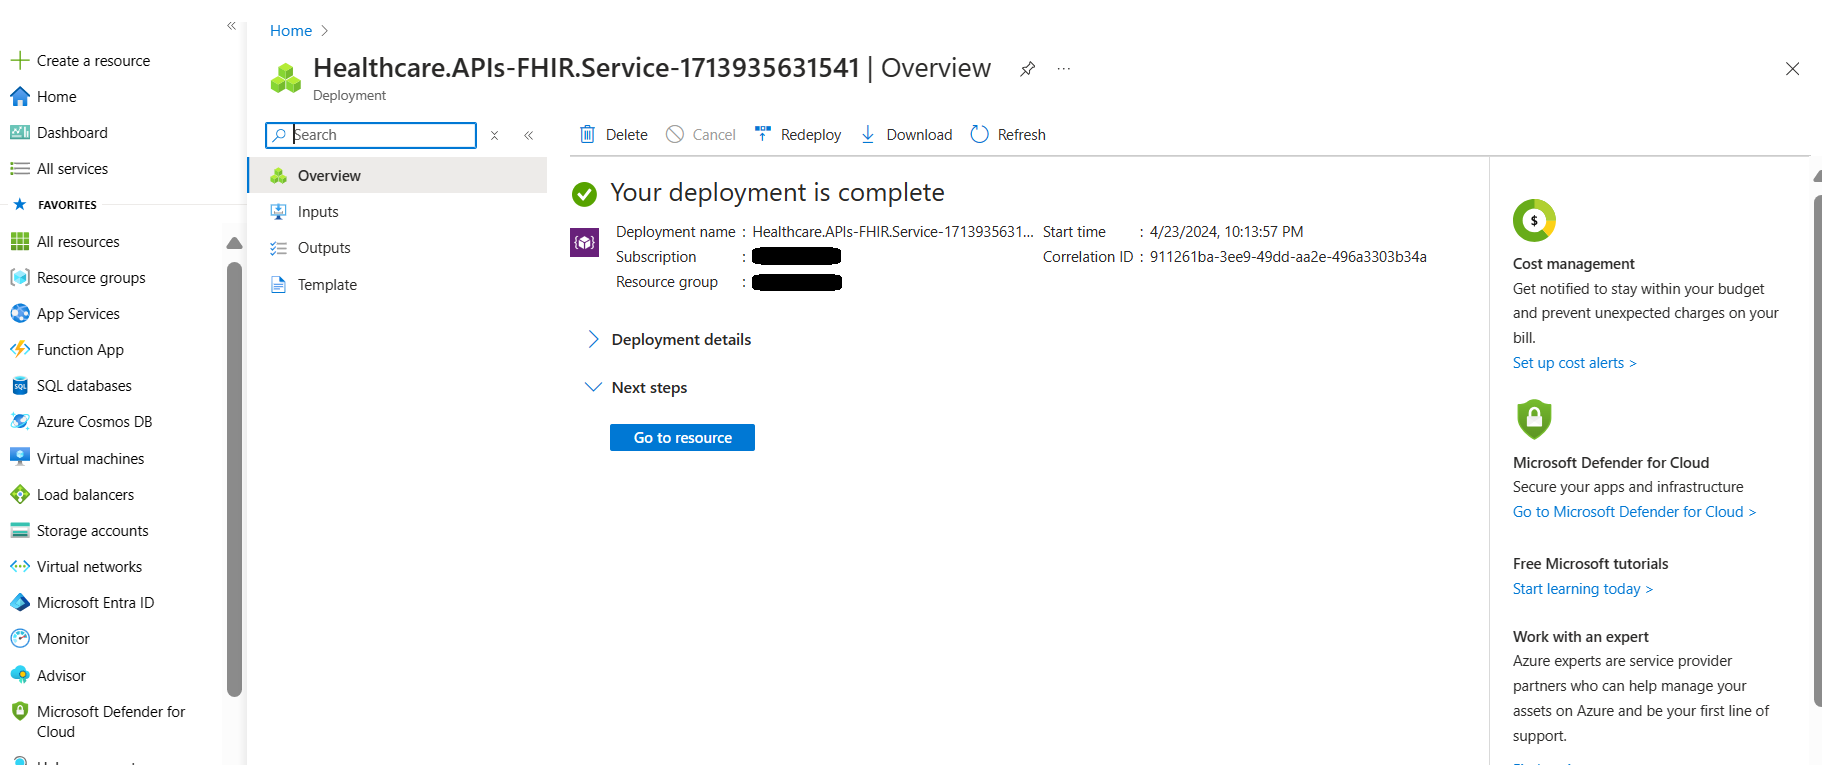 «
Create a resource
Home
Dashboard
All services
FAVORITES
All resources
Resource groups
App Services
Function App
SQL databases
Azure Cosmos DB
Virtual machines
Load balancers
Storage accounts
Virtual networks
Microsoft Entra ID
Monitor
Advisor
Microsoft Defender for
Cloud
Home >
Healthcare.APIs-FHIR.Service-1713935631541 | Overview
Deployment
Search
Overview
Inputs
Outputs
Template
Delete Cancel Redeploy Download Refresh
Your deployment is complete
Deployment name : Healthcare.APIs-FHIR.Service-1713935631...
Subscription :
Resource group :
Start time : 4/23/2024, 10:13:57 PM
Correlation ID : 911261ba-3ee9-49dd-aa2e-496a3303b34a
Deployment details
Next steps
Go to resource
$
Cost management
Get notified to stay within your budget
and prevent unexpected charges on your
bill.
Set up cost alerts >
Microsoft Defender for Cloud
Secure your apps and infrastructure
Go to Microsoft Defender for Cloud >
Free Microsoft tutorials
Start learning today >
Work with an expert
Azure experts are service provider
partners who can help manage your
assets on Azure and be your first line of
support.